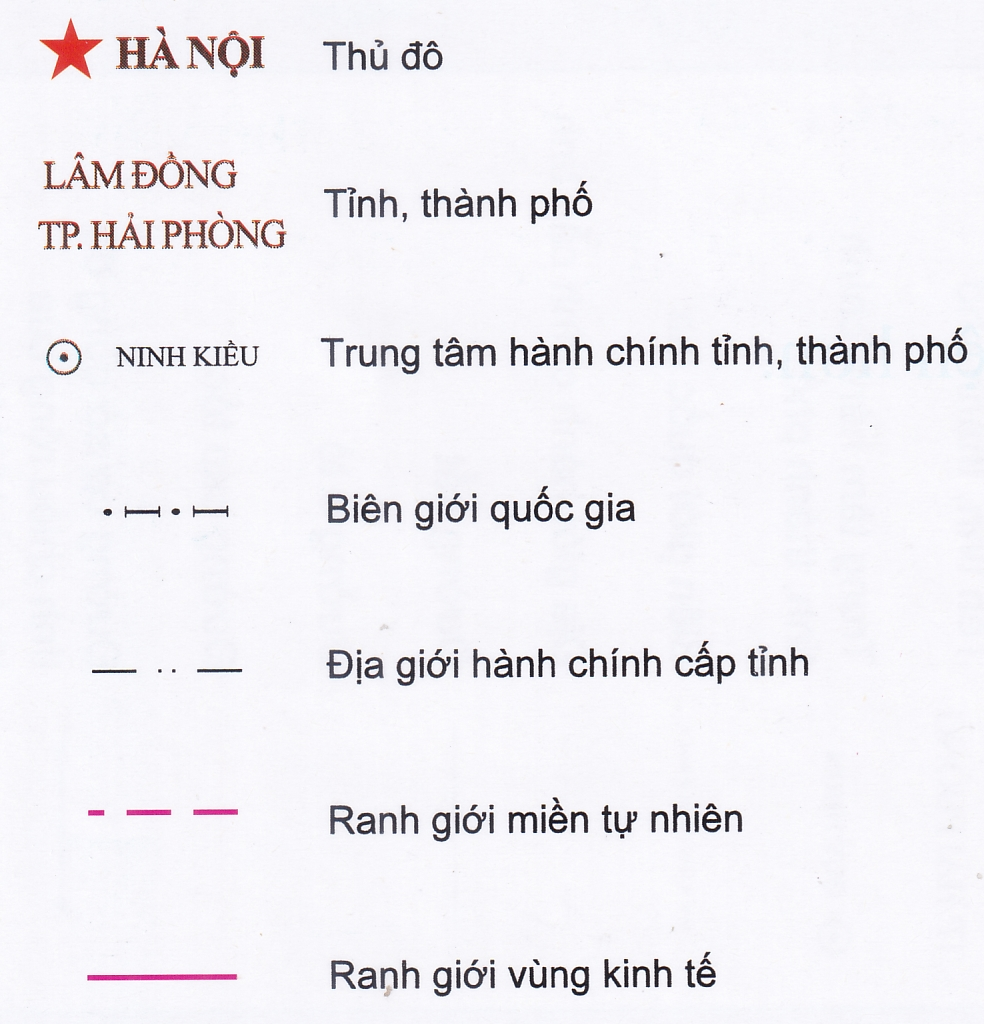 HÀ NỘI Thủ đô
LÂM ĐỒNG
TP. HẢI PHÒNG
Tỉnh, thành phố
NINH KIỀU Trung tâm hành chính tỉnh, thành phố
Biên giới quốc gia
Địa giới hành chính cấp tỉnh
Ranh giới miền tự nhiên
Ranh giới vùng kinh tế